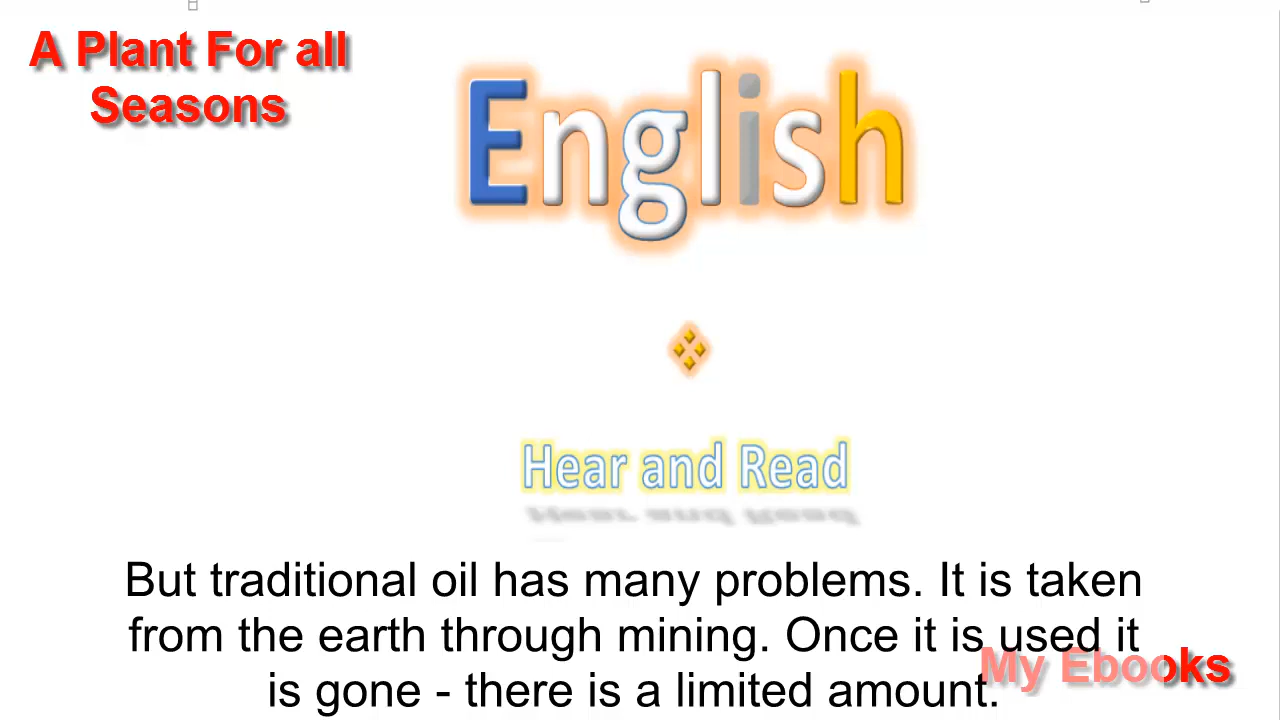 A Plant For all
Seasons
English
Hear and Read
But traditional oil has many problems. It is taken
from the earth through mining. Once it is used it
is gone - there is a limited amount.
My Ebooks